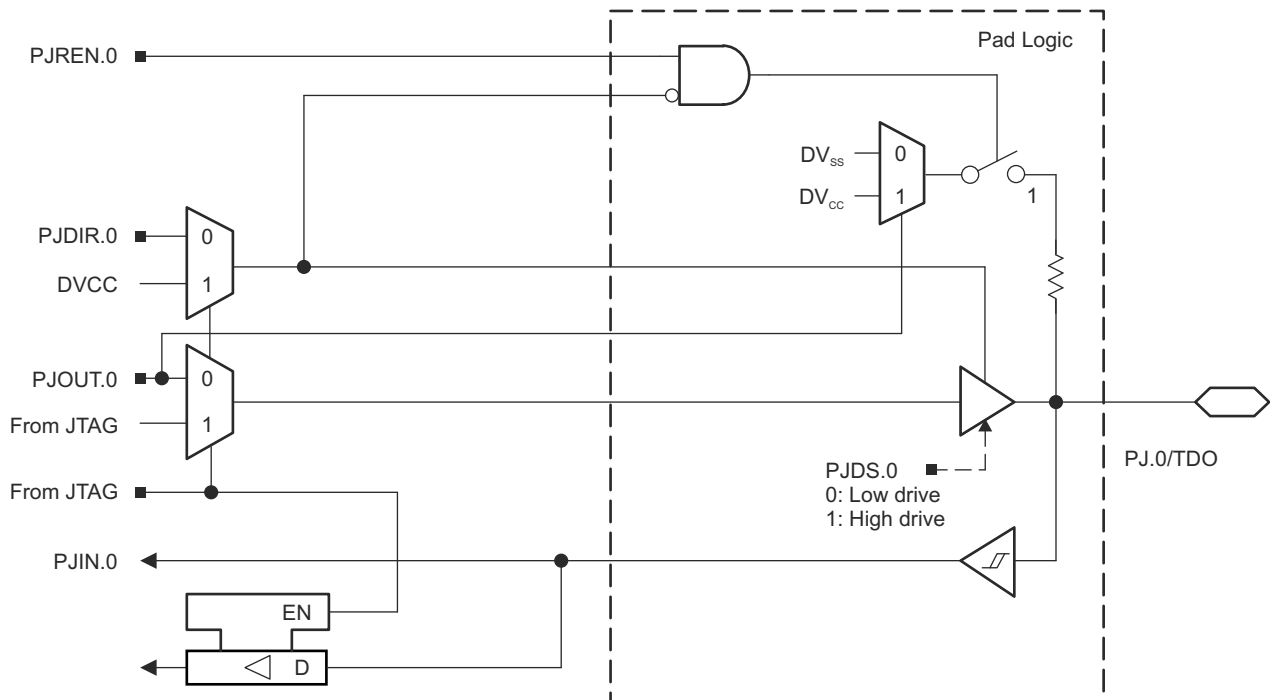 Pad Logic
PJREN.0
DVSS
0
DVCC
1
1
PJDIR.0
0
DVCC
1
PJOUT.0
0
From JTAG
1
PJ.0/TDO
PJDS.0
0: Low drive
1: High drive
From JTAG
PJIN.0
EN
D